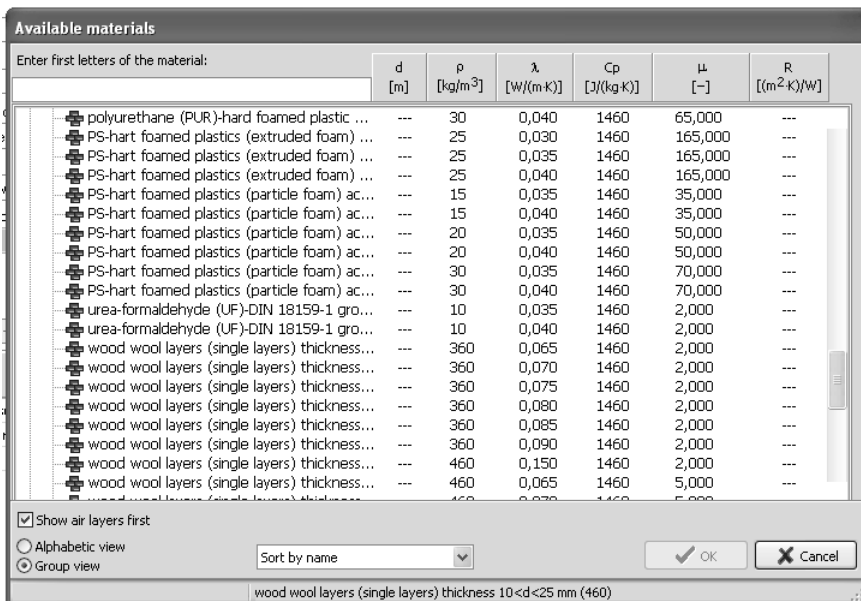 Available materials
Enter first letters of the material:
d ρ λ Cp μ R
[m] [kg/m³] [W/(m·K)] [J/(kg·K)] [-] [(m²·K)/W]
polyurethane (PUR)-hard foamed plastic ... --- 30 0,040 1460 65,000 ---
PS-hart foamed plastics (extruded foam) ... --- 25 0,030 1460 165,000 ---
PS-hart foamed plastics (extruded foam) ... --- 25 0,035 1460 165,000 ---
PS-hart foamed plastics (extruded foam) ... --- 25 0,040 1460 165,000 ---
PS-hart foamed plastics (particle foam) ac... --- 15 0,035 1460 35,000 ---
PS-hart foamed plastics (particle foam) ac... --- 15 0,040 1460 35,000 ---
PS-hart foamed plastics (particle foam) ac... --- 20 0,035 1460 50,000 ---
PS-hart foamed plastics (particle foam) ac... --- 20 0,040 1460 50,000 ---
PS-hart foamed plastics (particle foam) ac... --- 30 0,035 1460 70,000 ---
PS-hart foamed plastics (particle foam) ac... --- 30 0,040 1460 70,000 ---
urea-formaldehyde (UF)-DIN 18159-1 gro... --- 10 0,035 1460 2,000 ---
urea-formaldehyde (UF)-DIN 18159-1 gro... --- 10 0,040 1460 2,000 ---
wood wool layers (single layers) thickness... --- 360 0,065 1460 2,000 ---
wood wool layers (single layers) thickness... --- 360 0,070 1460 2,000 ---
wood wool layers (single layers) thickness... --- 360 0,075 1460 2,000 ---
wood wool layers (single layers) thickness... --- 360 0,080 1460 2,000 ---
wood wool layers (single layers) thickness... --- 360 0,085 1460 2,000 ---
wood wool layers (single layers) thickness... --- 360 0,090 1460 2,000 ---
wood wool layers (single layers) thickness... --- 460 0,150 1460 2,000 ---
wood wool layers (single layers) thickness... --- 460 0,065 1460 5,000 ---
Show air layers first
Alphabetic view
Group view
Sort by name
OK
Cancel
wood wool layers (single layers) thickness 10<d<25 mm (460)